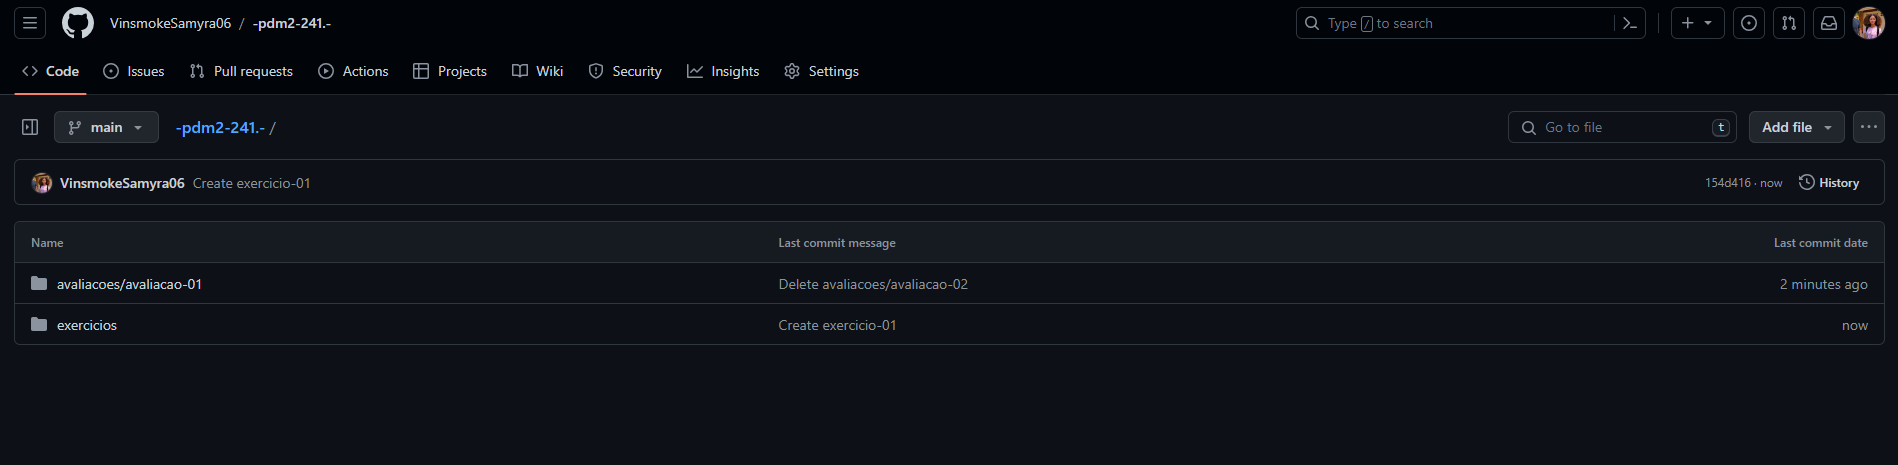 VinsmokeSamyra06 / -pdm2-241.-
Type / to search
Code Issues Pull requests Actions Projects Wiki Security Insights Settings
main -pdm2-241.- / Go to file t Add file
VinsmokeSamyra06 Create exercicio-01 154d416 · now History
Name Last commit message Last commit date
avaliacoes/avaliacao-01 Delete avaliacoes/avaliacao-02 2 minutes ago
exercicios Create exercicio-01 now